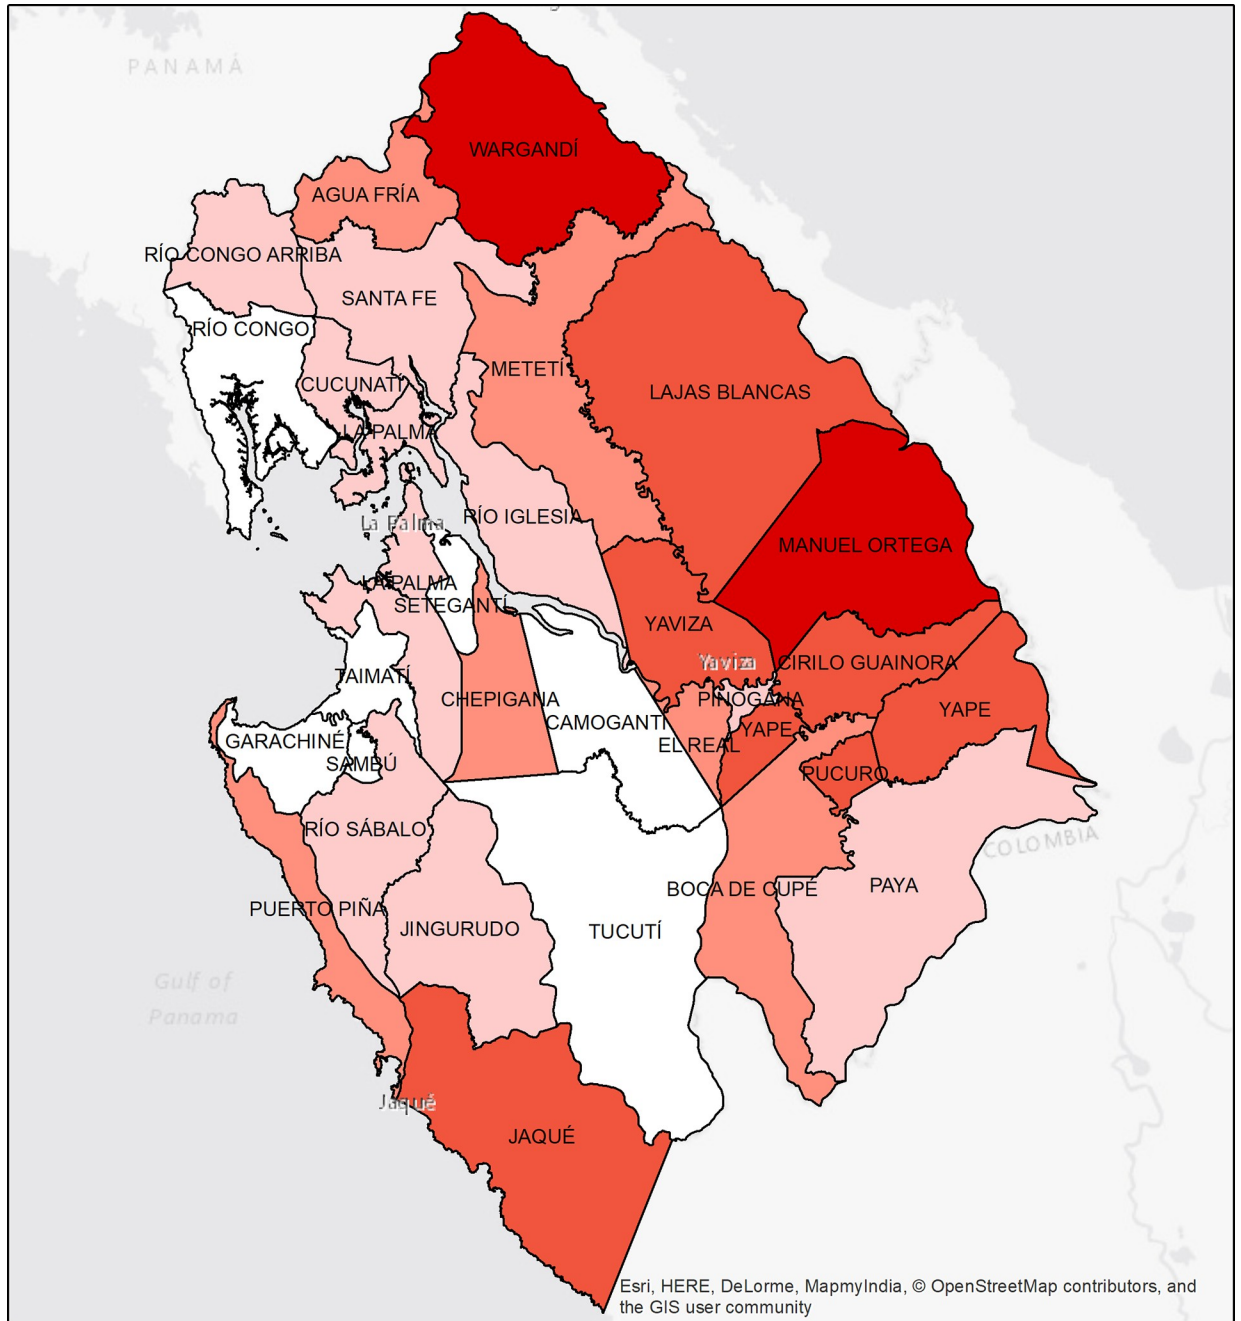 PANAMÁ
WARGANDÍ
AGUA FRÍA
RÍO CONGO ARRIBA
SANTA FE
RÍO CONGO
METETÍ
CUCUNATÍ
LAJAS BLANCAS
LA PALMA
RÍO IGLESIA
La Palma
MANUEL ORTEGA
LA PALMA
SETEGANTÍ
YAVIZA
Yaviza
CIRILO GUAINORA
TAIMATÍ
CHEPIGANA
PINOGANA
YAPE
CAMOGANTÍ
YAPE
GARACHINÉ
EL REAL
SAMBÚ
PUCURO
RÍO SÁBALO
COLOMBIA
BOCA DE CUPÉ
PAYA
PUERTO PIÑA
JINGURUDO
TUCUTÍ
Gulf of
Panama
Jaqué
JAQUÉ
Esri, HERE, DeLorme, MapmyIndia, © OpenStreetMap contributors, and
the GIS user community